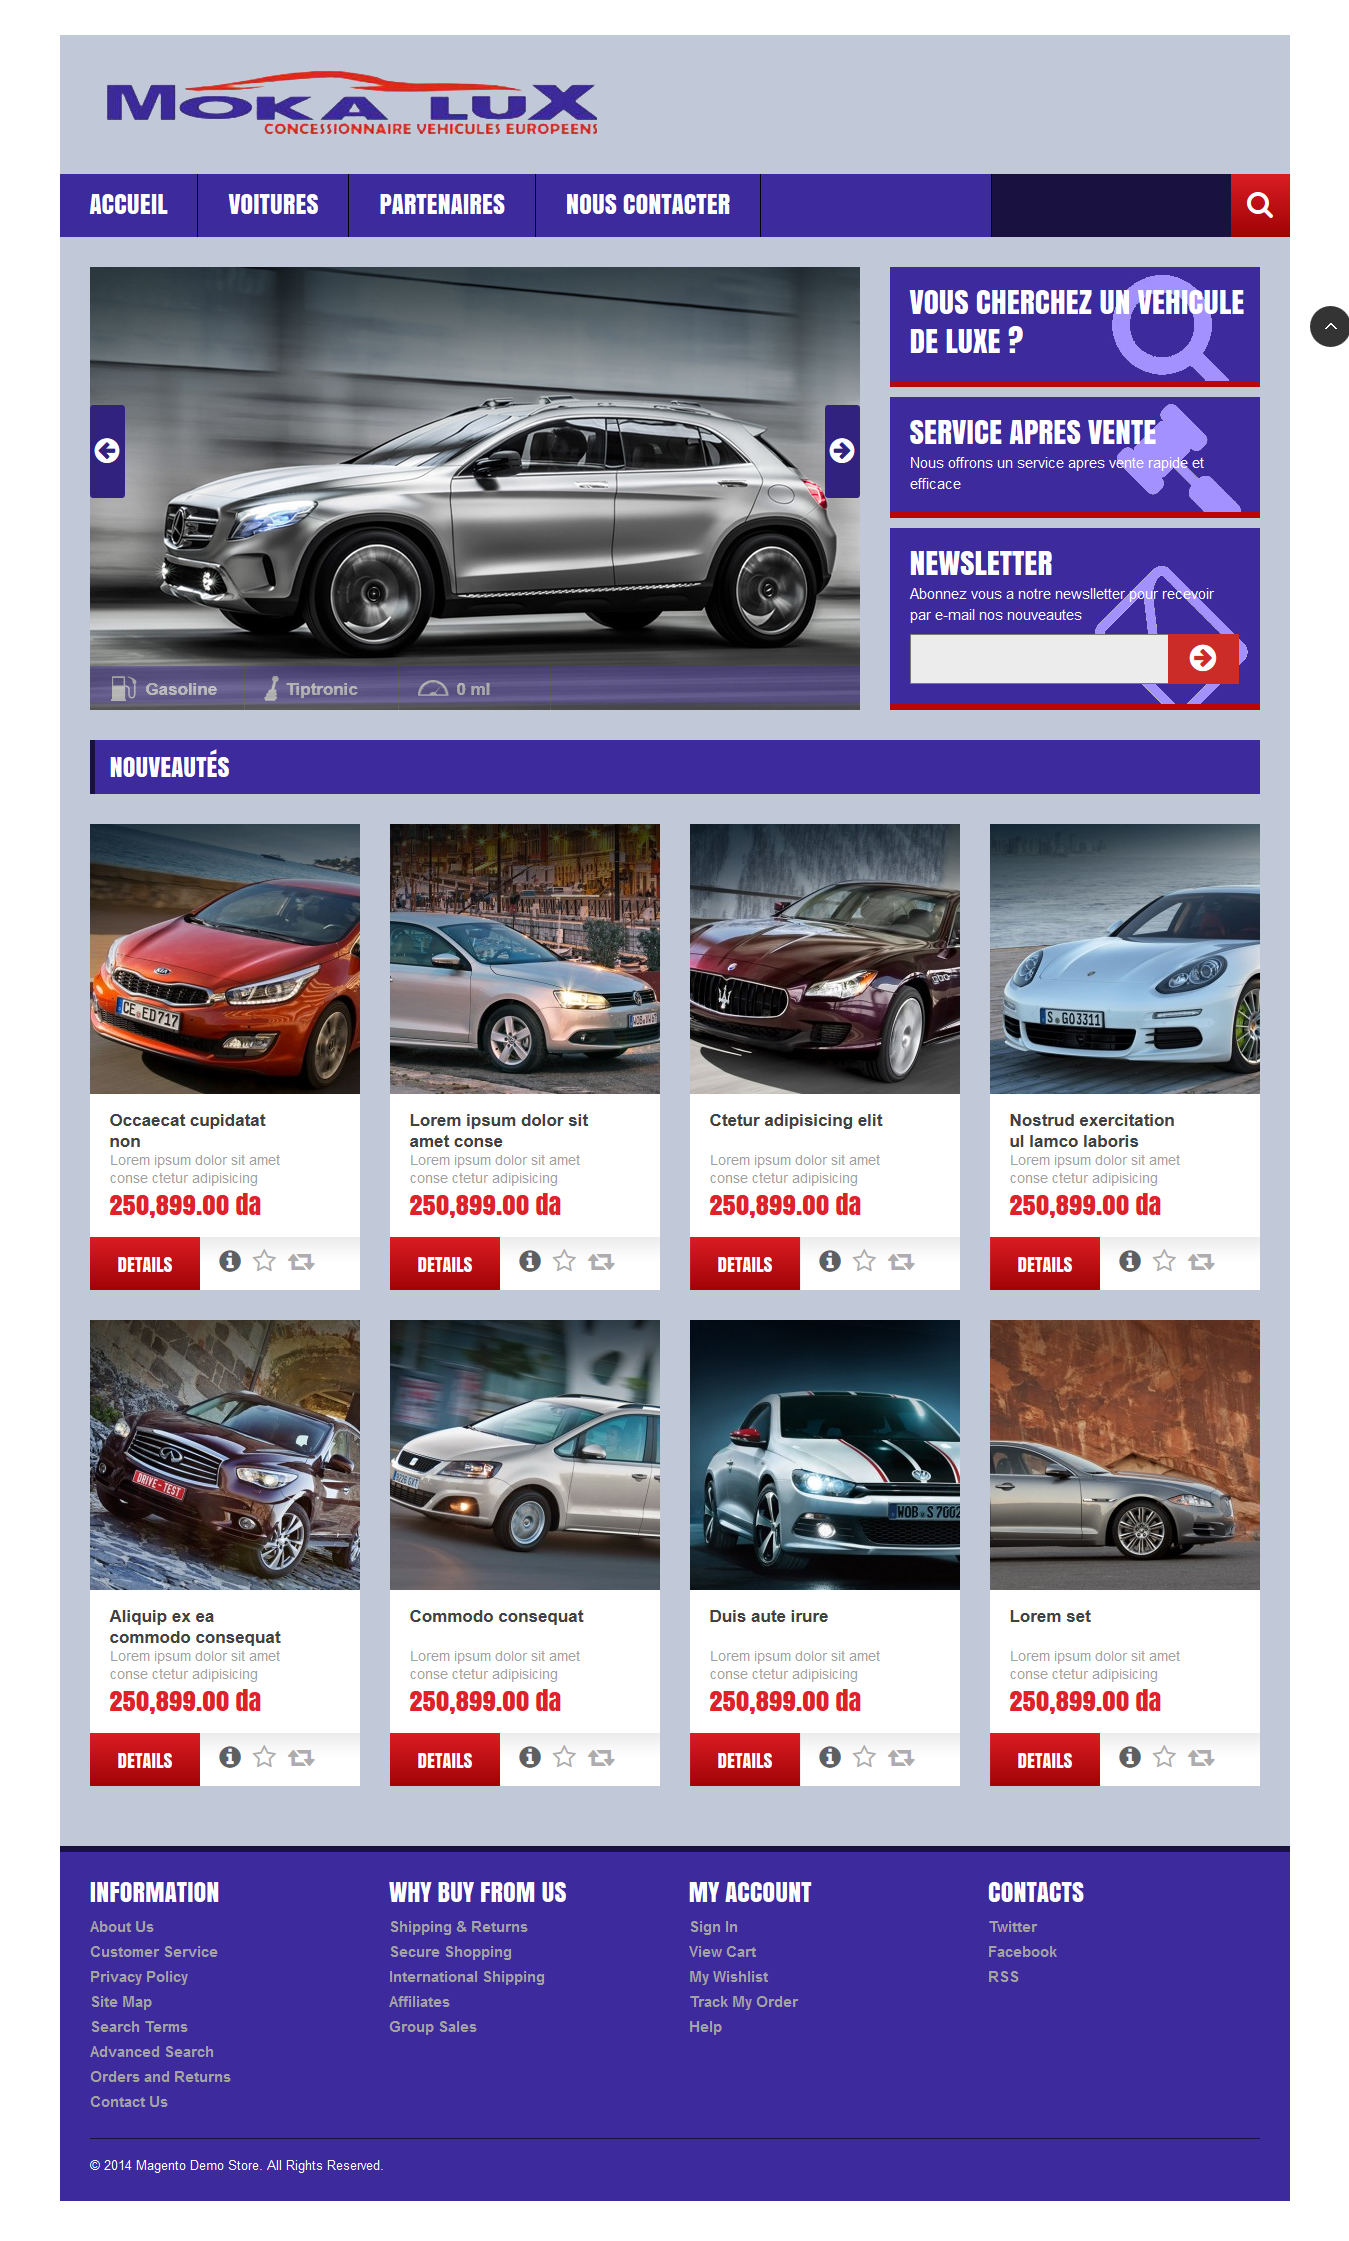 MOKA LUX
CONCESSIONNAIRE VEHICULES EUROPEENS
ACCUEIL
VOITURES
PARTENAIRES
NOUS CONTACTER
VOUS CHERCHEZ UN VEHICULE
DE LUXE ?
SERVICE APRES VENTE
Nous offrons un service apres vente rapide et
efficace
NEWSLETTER
Abonnez vous a notre newslletter pour recevoir
par e-mail nos nouveautes
Gasoline
Tiptronic
0 ml
NOUVEAUTÉS
KIA
CE ED717
gbo
S GO3311
Occaecat cupidatat
non
Lorem ipsum dolor sit amet
conse ctetur adipisicing
250,899.00 da
DETAILS
Lorem ipsum dolor sit
amet conse
Lorem ipsum dolor sit amet
conse ctetur adipisicing
250,899.00 da
DETAILS
Ctetur adipisicing elit
Lorem ipsum dolor sit amet
conse ctetur adipisicing
250,899.00 da
DETAILS
Nostrud exercitation
ul lamco laboris
Lorem ipsum dolor sit amet
conse ctetur adipisicing
250,899.00 da
DETAILS
DRIVE-TEST
WOB S 7002
Aliquip ex ea
commodo consequat
Lorem ipsum dolor sit amet
conse ctetur adipisicing
250,899.00 da
DETAILS
Commodo consequat
Lorem ipsum dolor sit amet
conse ctetur adipisicing
250,899.00 da
DETAILS
Duis aute irure
Lorem ipsum dolor sit amet
conse ctetur adipisicing
250,899.00 da
DETAILS
Lorem set
Lorem ipsum dolor sit amet
conse ctetur adipisicing
250,899.00 da
DETAILS
INFORMATION
About Us
Customer Service
Privacy Policy
Site Map
Search Terms
Advanced Search
Orders and Returns
Contact Us
WHY BUY FROM US
Shipping & Returns
Secure Shopping
International Shipping
Affiliates
Group Sales
MY ACCOUNT
Sign In
View Cart
My Wishlist
Track My Order
Help
CONTACTS
Twitter
Facebook
RSS
© 2014 Magento Demo Store. All Rights Reserved.